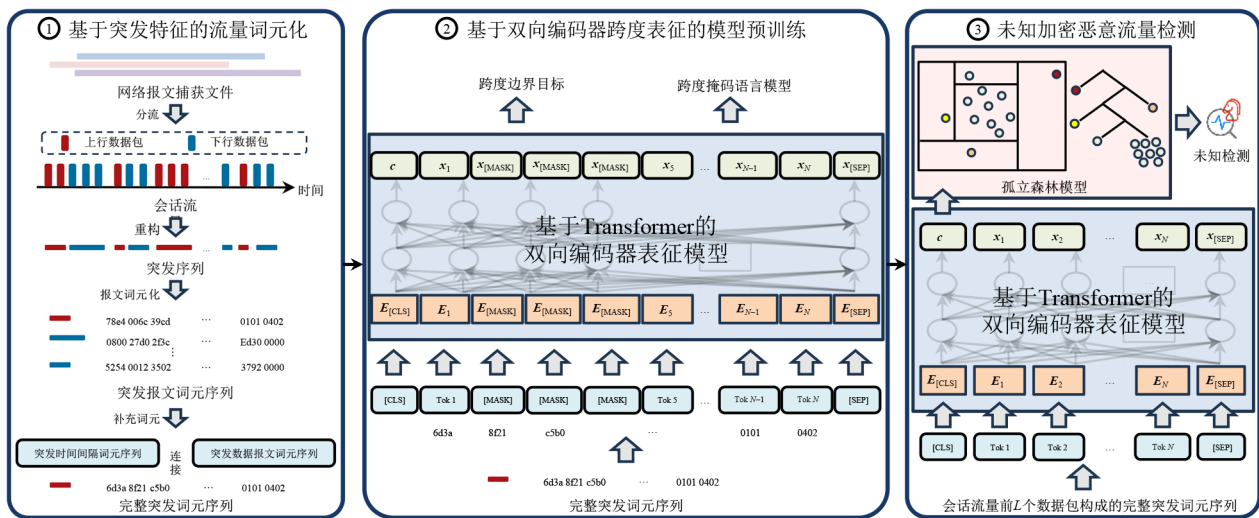 ① 基于突发特征的流量词元化
网络报文捕获文件
分流
上行数据包 下行数据包
...
时间
会话流
重构
...
突发序列
报文词元化
78e4 006c 39cd ... 0101 0402
0800 27d0 2f3c ... Ed30 0000
⋮
5254 0012 3502 ... 3792 0000
突发报文词元序列
补充词元
突发时间间隔词元序列 连接 突发数据报文词元序列
6d3a 8f21 c5b0 ... 0101 0402
完整突发词元序列
② 基于双向编码器跨度表征的模型预训练
跨度边界目标 跨度掩码语言模型
c x1 x[MASK] x[MASK] x[MASK] x5 ... xN−1 xN x[SEP]
基于Transformer的
双向编码器表征模型
E[CLS] E1 E[MASK] E[MASK] E[MASK] E5 ... EN−1 EN E[SEP]
[CLS] Tok 1 [MASK] [MASK] [MASK] Tok 5 ... Tok N−1 Tok N [SEP]
6d3a 8f21 c5b0 ... 0101 0402
6d3a 8f21 c5b0 ... 0101 0402
完整突发词元序列
③ 未知加密恶意流量检测
未知检测
孤立森林模型
c x1 x2 ... xN x[SEP]
基于Transformer的
双向编码器表征模型
E[CLS] E1 E2 ... EN E[SEP]
[CLS] Tok 1 Tok 2 ... Tok N [SEP]
会话流量前L个数据包构成的完整突发词元序列